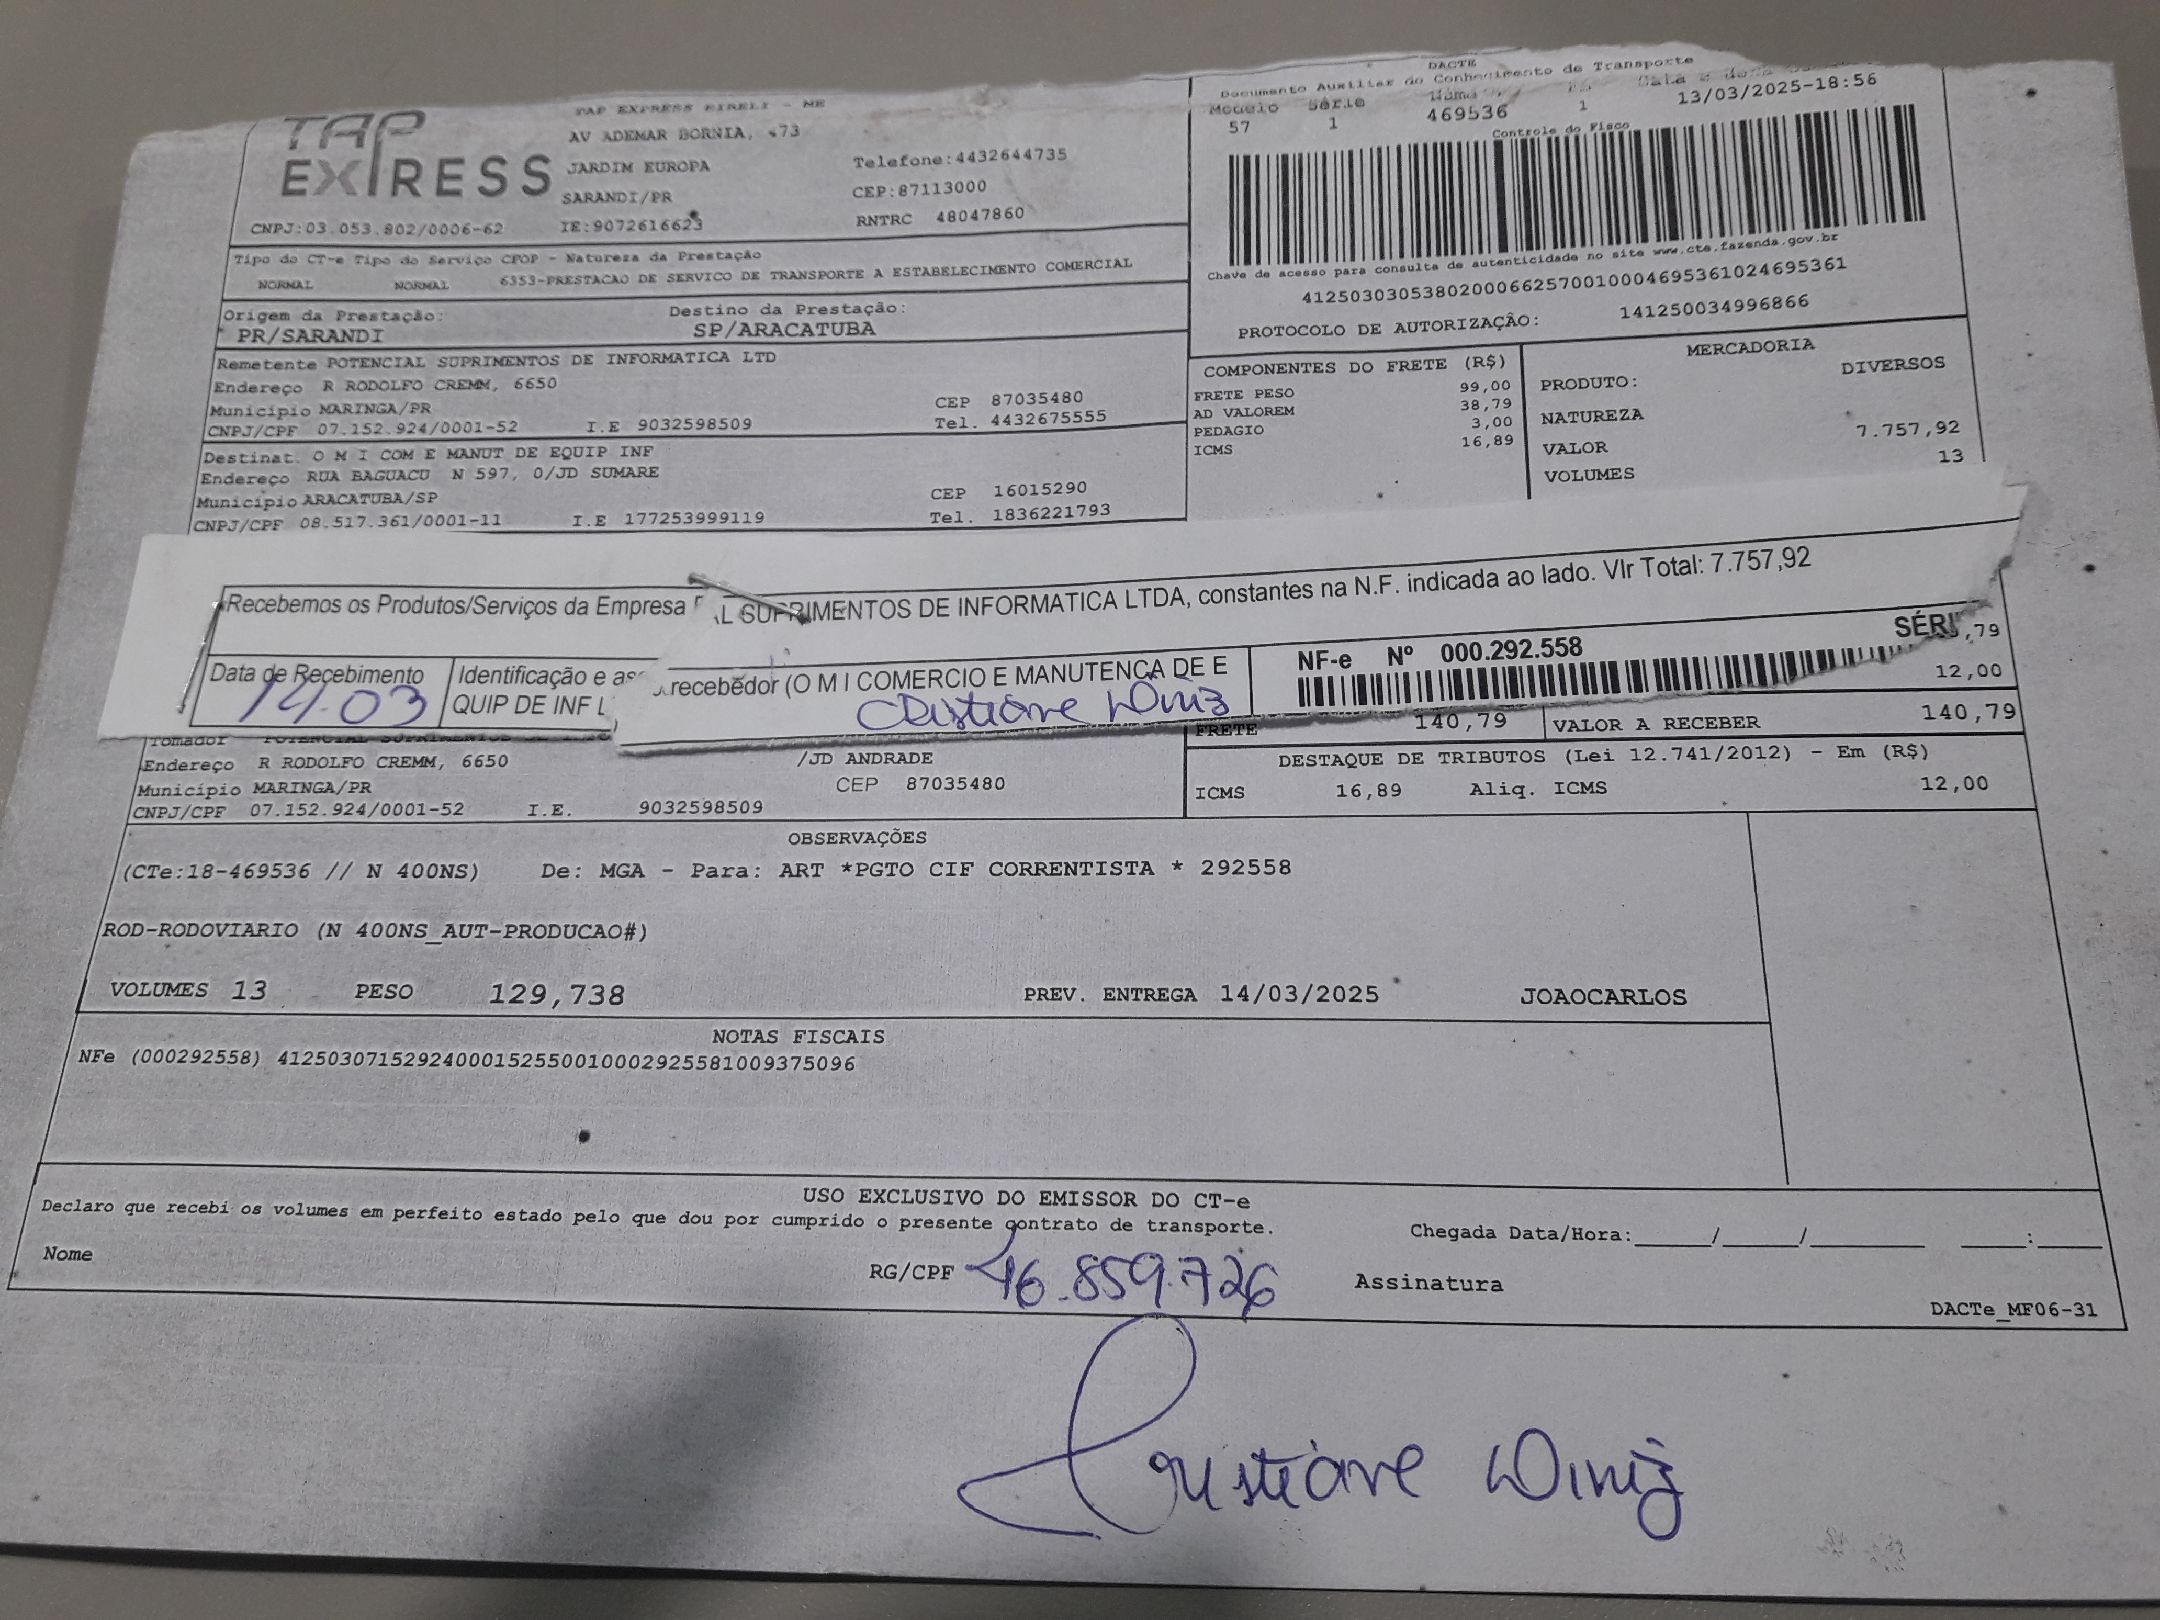 TAP
EXPRESS
TAP EXPRESS EIRELI - ME
AV ADEMAR BORNIA, 473
JARDIM EUROPA
SARANDI/PR
Telefone:4432644735
CEP:87113000
RNTRC 48047860
CNPJ:03.053.802/0006-62 IE:9072616623
DACTE
Documento Auxiliar do Conhecimento de Transporte
Modelo Série
57 1 469536 1 13/03/2025-18:56
Controle do Fisco
Chave de acesso para consulta de autenticidade no site www.cte.fazenda.gov.br
41250303053802000662570010004695361024695361
PROTOCOLO DE AUTORIZAÇÃO: 141250034996866
Tipo do CT-e Tipo do Serviço CFOP - Natureza da Prestação
NORMAL NORMAL 6353-PRESTACAO DE SERVICO DE TRANSPORTE A ESTABELECIMENTO COMERCIAL
Origem da Prestação: Destino da Prestação:
PR/SARANDI SP/ARACATUBA
Remetente POTENCIAL SUPRIMENTOS DE INFORMATICA LTD
Endereço R RODOLFO CREMM, 6650
Município MARINGA/PR CEP 87035480
CNPJ/CPF 07.152.924/0001-52 I.E 9032598509 Tel. 4432675555
Destinat. O M I COM E MANUT DE EQUIP INF
Endereço RUA BAGUACU N 597, 0/JD SUMARE
Município ARACATUBA/SP CEP 16015290
CNPJ/CPF 08.517.361/0001-11 I.E 177253999119 Tel. 1836221793
COMPONENTES DO FRETE (R$)
FRETE PESO 99,00
AD VALOREM 38,79
PEDAGIO 3,00
ICMS 16,89
MERCADORIA
PRODUTO: DIVERSOS
NATUREZA
VALOR 7.757,92
VOLUMES 13
Recebemos os Produtos/Serviços da Empresa AL SUPRIMENTOS DE INFORMATICA LTDA, constantes na N.F. indicada ao lado. Vlr Total: 7.757,92
Data de Recebimento
14.03
Identificação e as recebedor (O M I COMERCIO E MANUTENCA DE E
QUIP DE INF L Cristiane Diniz
NF-e Nº 000.292.558 SÉRI ,79
12,00
FRETE 140,79 VALOR A RECEBER 140,79
Tomador
Endereço R RODOLFO CREMM, 6650 /JD ANDRADE
Município MARINGA/PR CEP 87035480
CNPJ/CPF 07.152.924/0001-52 I.E. 9032598509
DESTAQUE DE TRIBUTOS (Lei 12.741/2012) - Em (R$)
ICMS 16,89 Aliq. ICMS 12,00
OBSERVAÇÕES
(CTe:18-469536 // N 400NS) De: MGA - Para: ART *PGTO CIF CORRENTISTA * 292558
ROD-RODOVIARIO (N 400NS_AUT-PRODUCAO#)
VOLUMES 13 PESO 129,738 PREV. ENTREGA 14/03/2025 JOAOCARLOS
NOTAS FISCAIS
NFe (000292558) 41250307152924000152550010002925581009375096
USO EXCLUSIVO DO EMISSOR DO CT-e
Declaro que recebi os volumes em perfeito estado pelo que dou por cumprido o presente contrato de transporte.
Chegada Data/Hora:_____/_____/_______ ____:____
Nome RG/CPF 46.859.726 Assinatura
DACTe_MF06-31
Cristiane Diniz